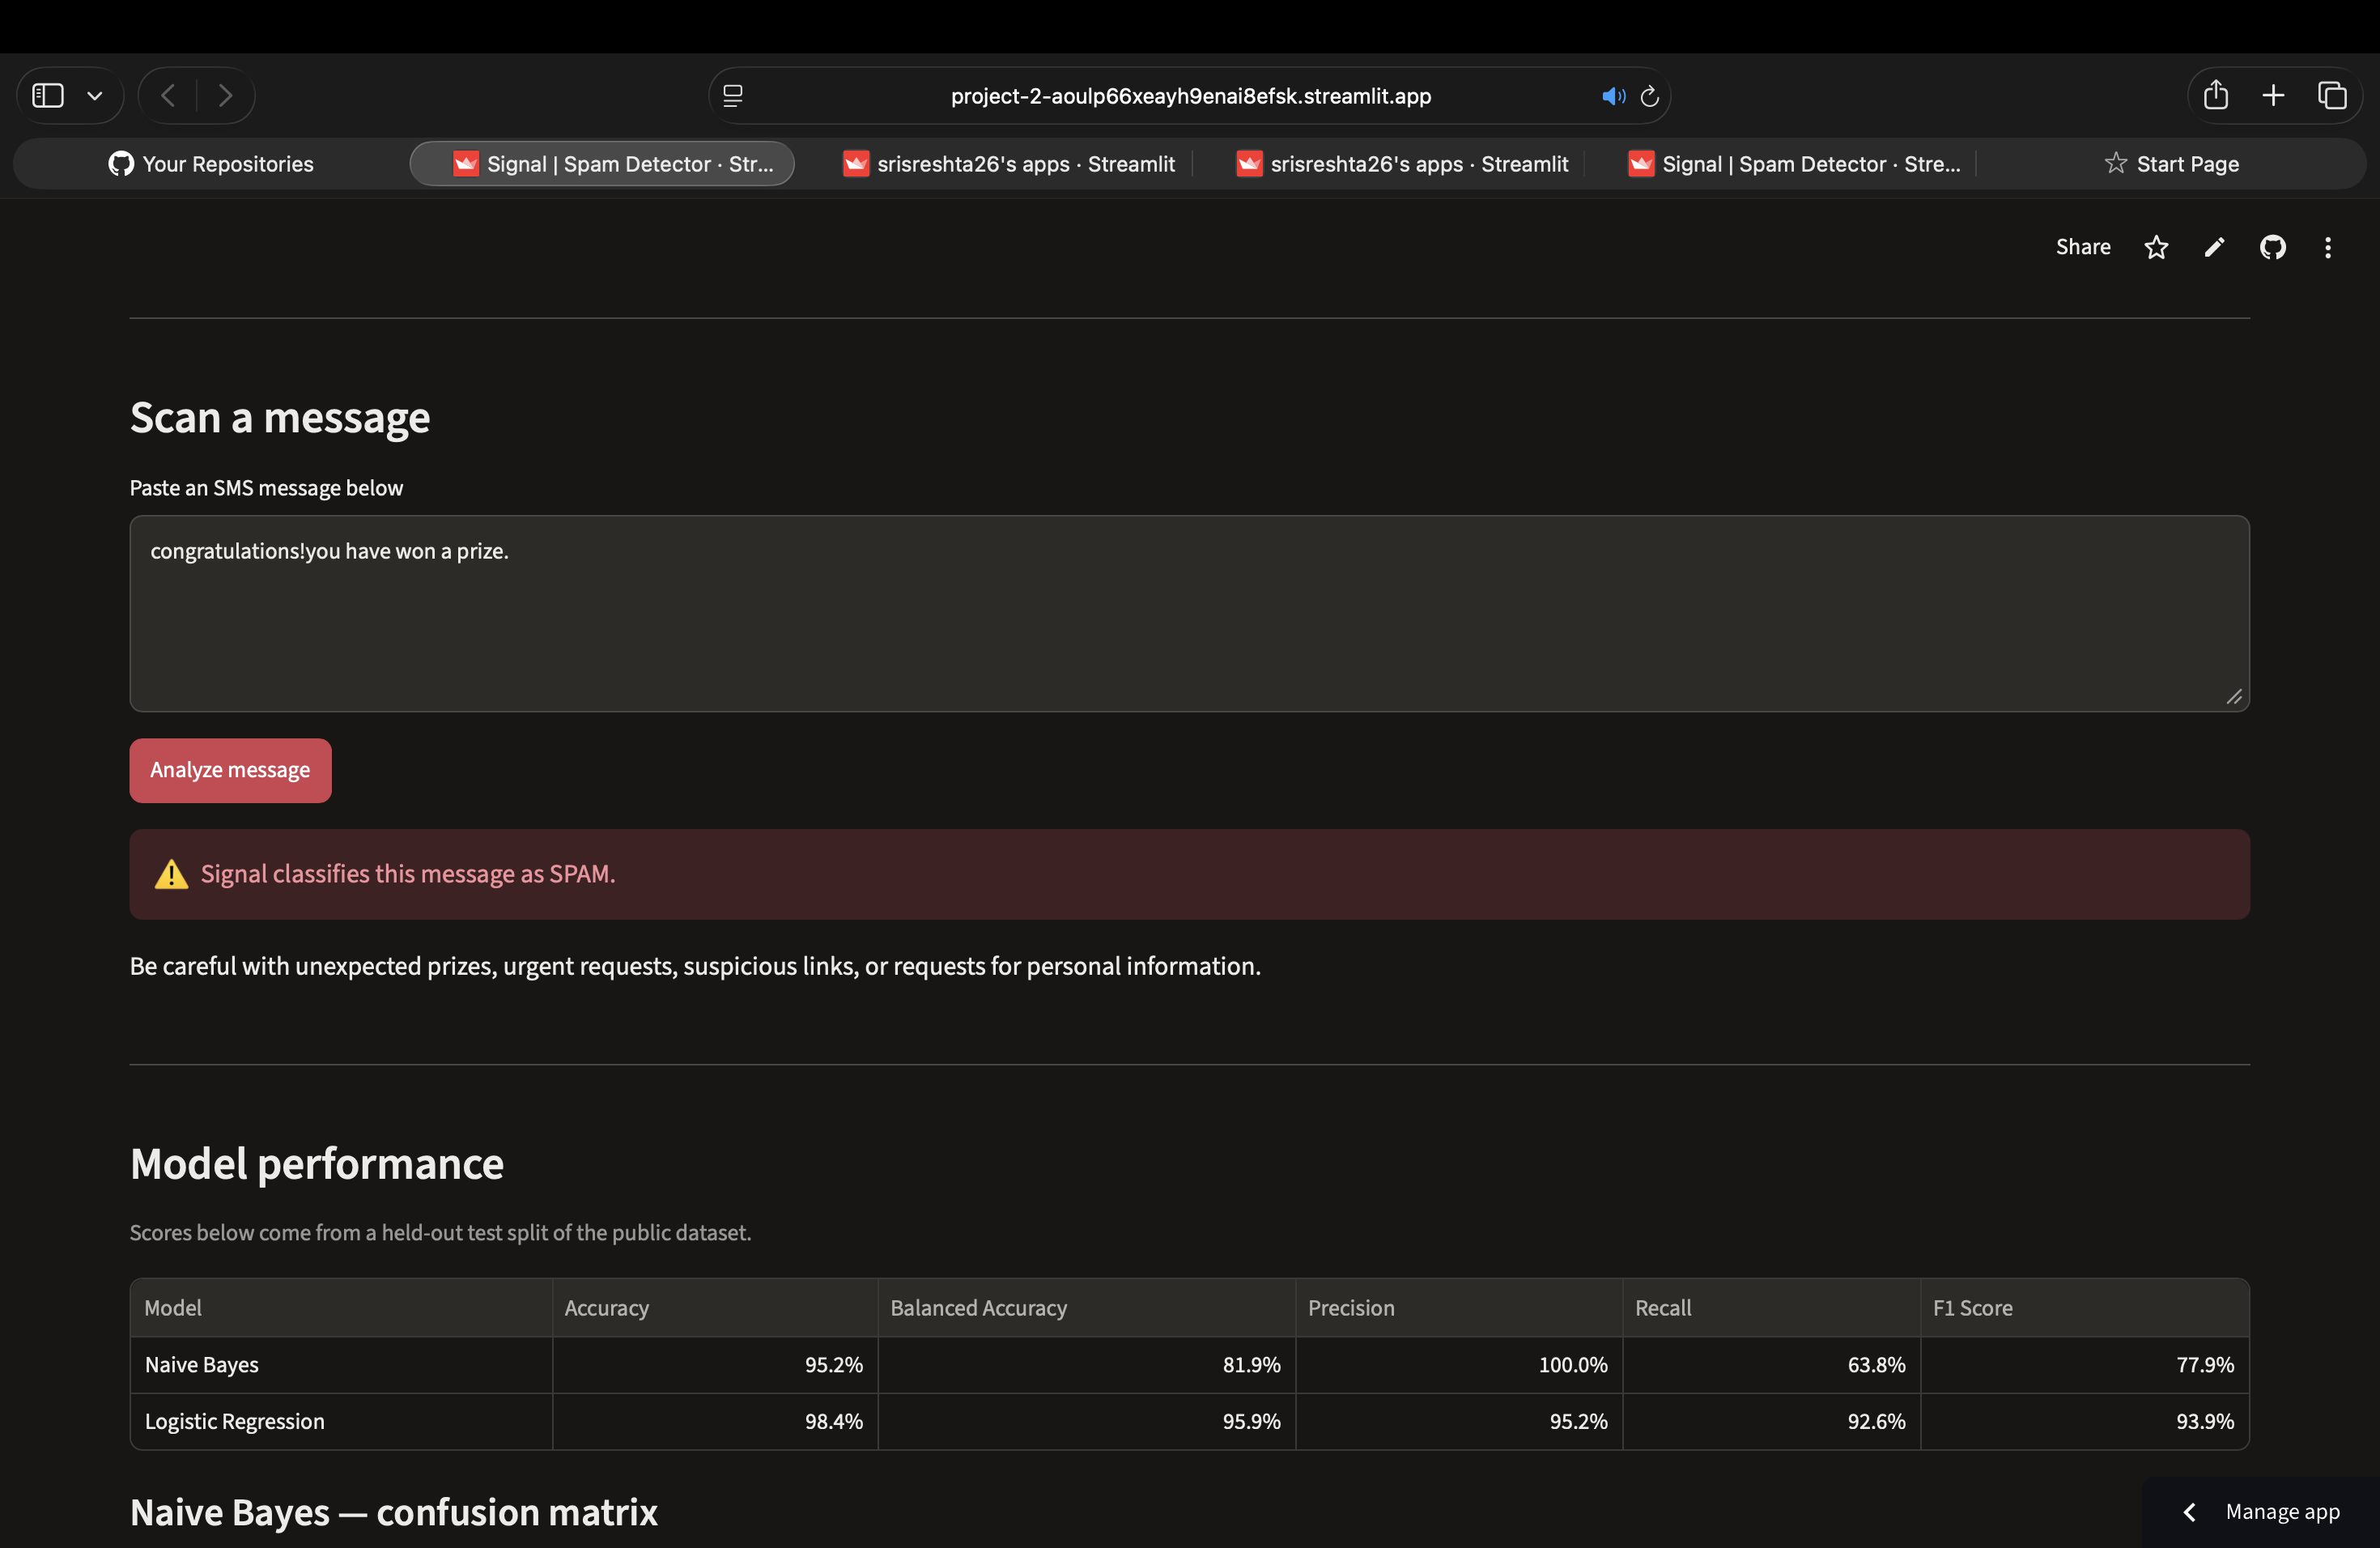 project-2-aoulp66xeayh9enai8efsk.streamlit.app
Your Repositories
Signal | Spam Detector · Str...
srisreshta26's apps · Streamlit
srisreshta26's apps · Streamlit
Signal | Spam Detector · Stre...
Start Page
Share
Scan a message
Paste an SMS message below
congratulations!you have won a prize.
Analyze message
Signal classifies this message as SPAM.
Be careful with unexpected prizes, urgent requests, suspicious links, or requests for personal information.
Model performance
Scores below come from a held-out test split of the public dataset.
Model Accuracy Balanced Accuracy Precision Recall F1 Score
Naive Bayes 95.2% 81.9% 100.0% 63.8% 77.9%
Logistic Regression 98.4% 95.9% 95.2% 92.6% 93.9%
Naive Bayes — confusion matrix
Manage app